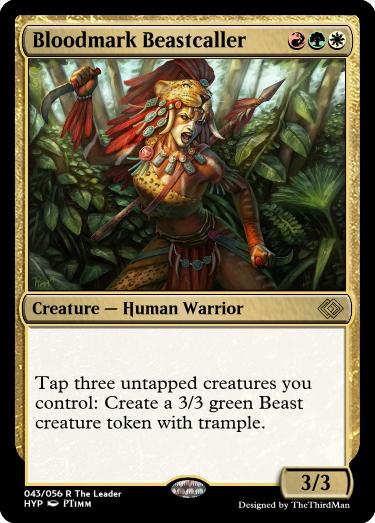 Bloodmark Beastcaller
Creature — Human Warrior
Tap three untapped creatures you
control: Create a 3/3 green Beast
creature token with trample.
3/3
043/056 R The Leader
HYP PTIMM
Designed by TheThirdMan